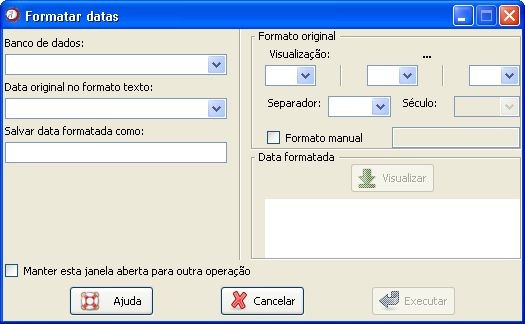 Formatar datas
Banco de dados:
Data original no formato texto:
Salvar data formatada como:
Formato original
Visualização:
...
Separador:
Século:
Formato manual
Data formatada
Visualizar
Manter esta janela aberta para outra operação
Ajuda
Cancelar
Executar